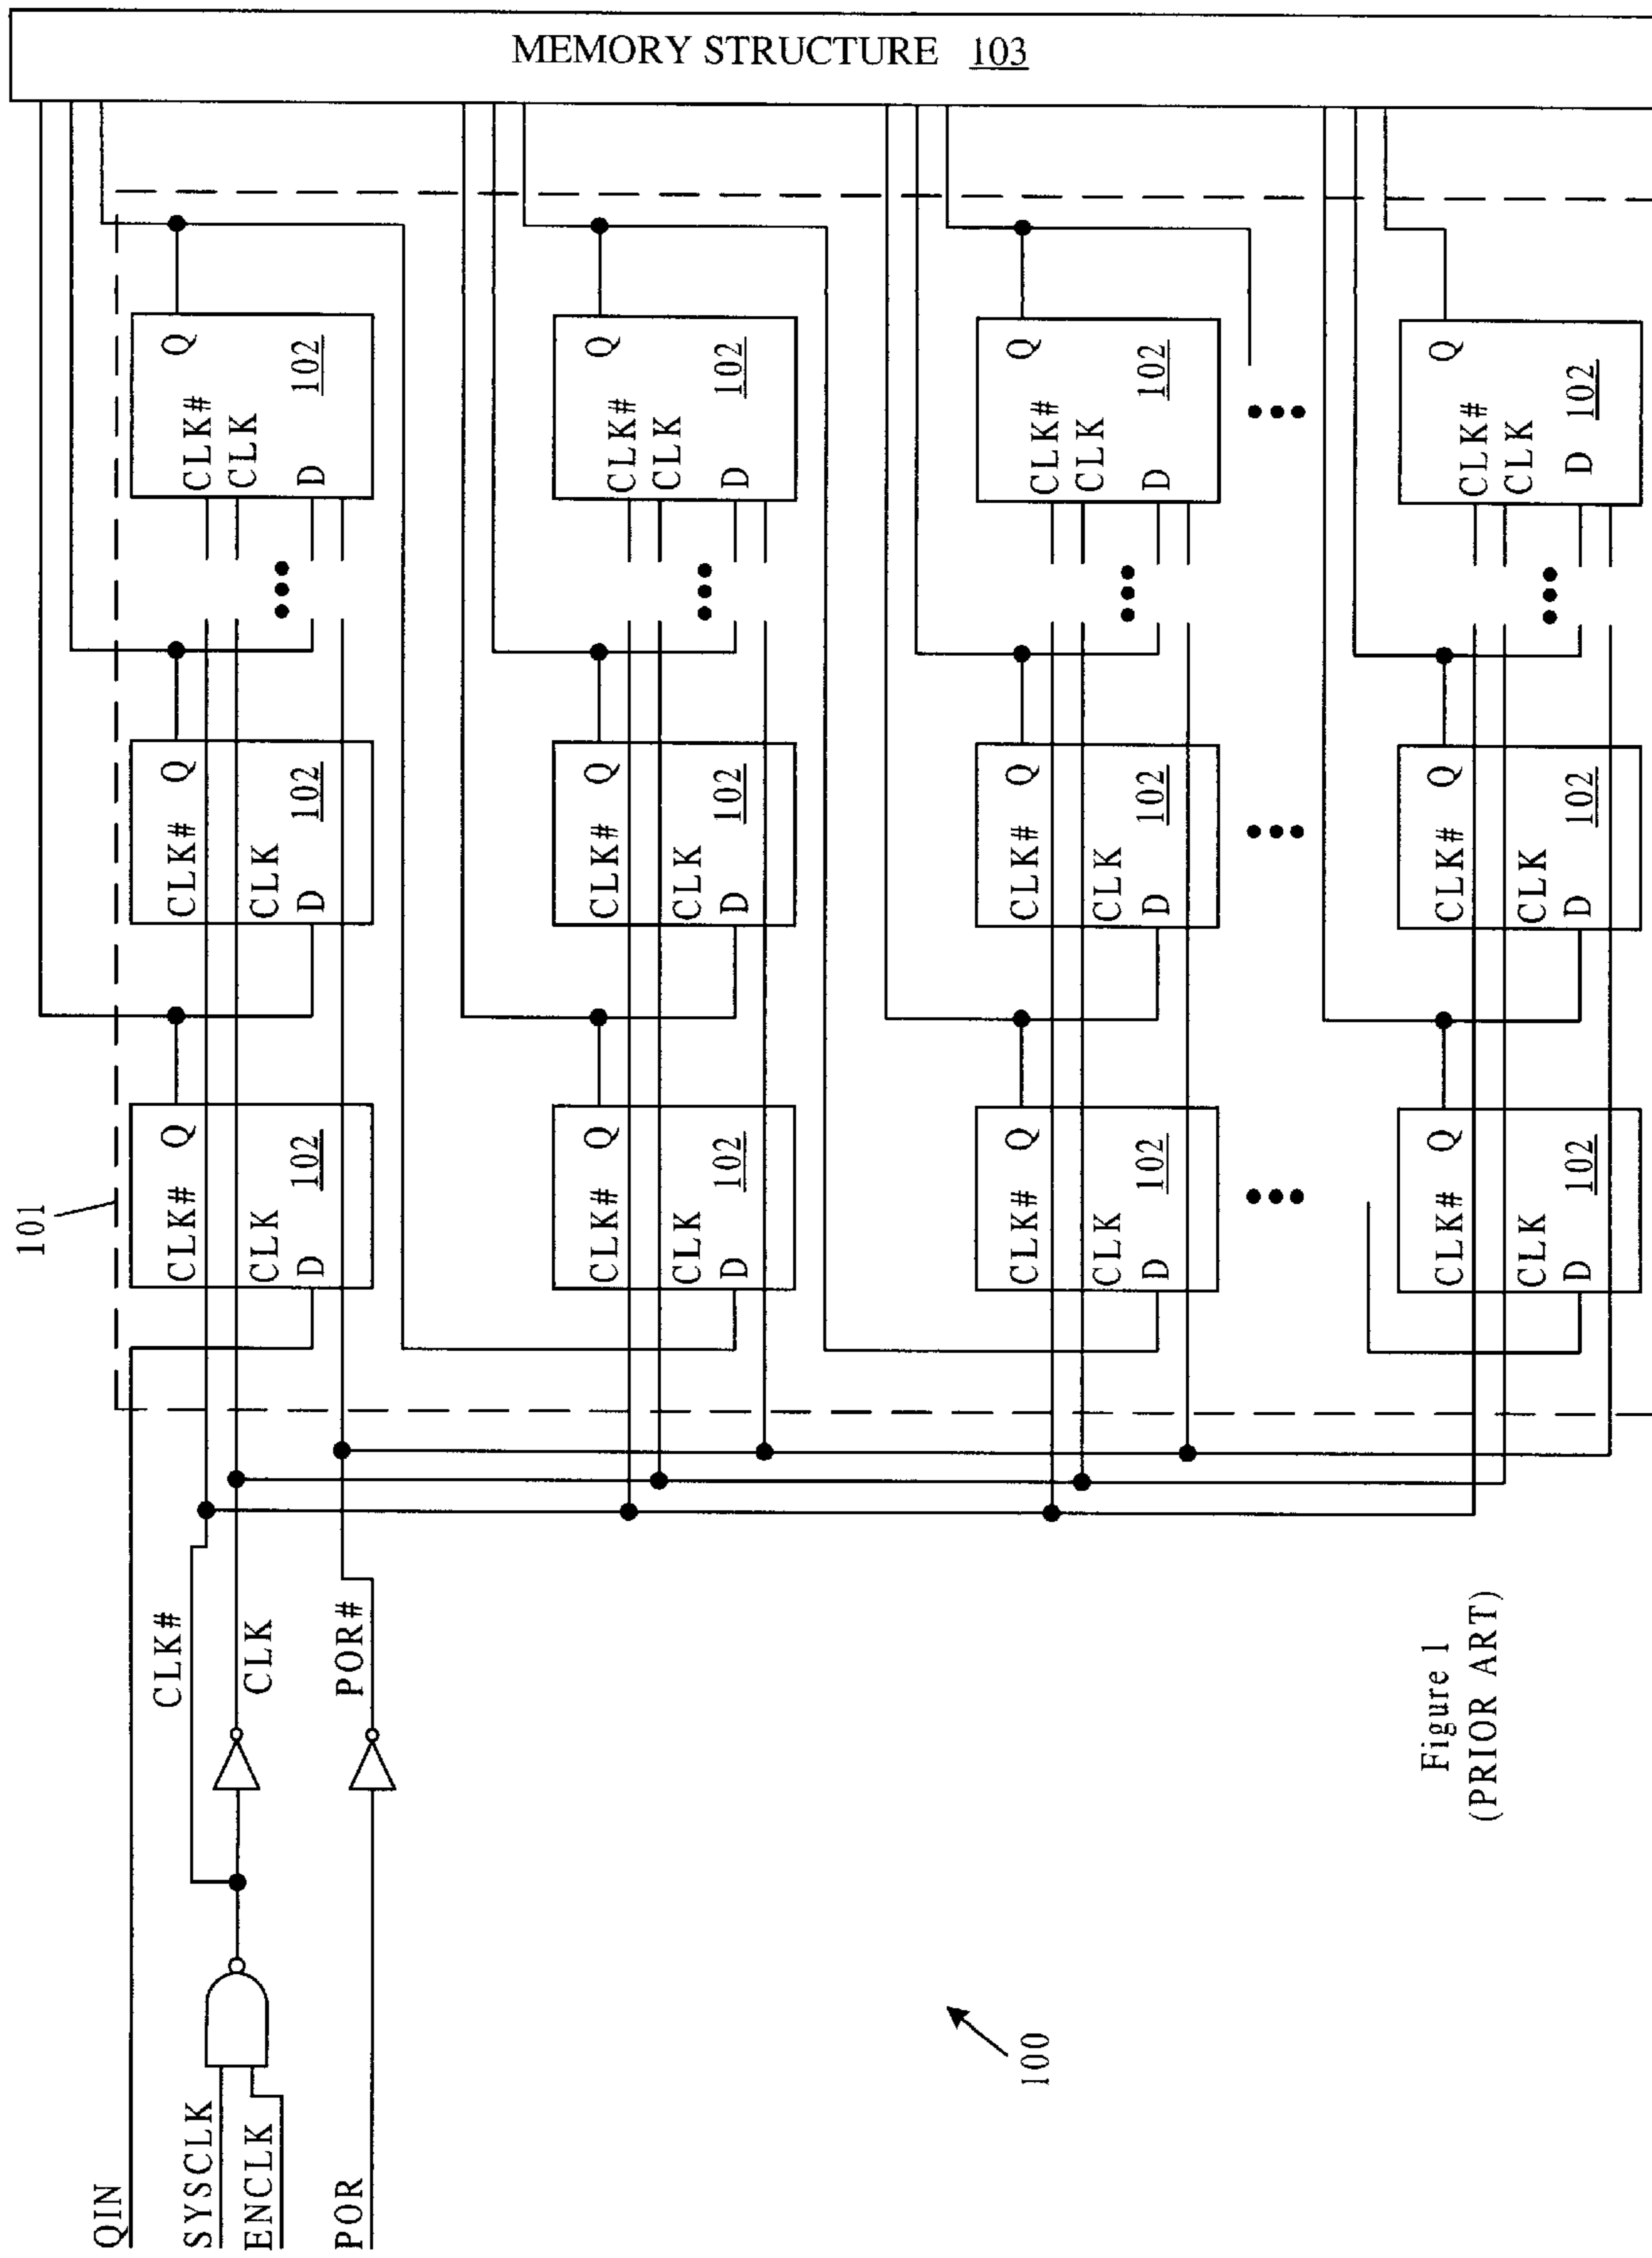 MEMORY STRUCTURE 103
101
QIN
SYSCLK
ENCLK
POR
CLK#
CLK
POR#
CLK# Q
CLK
D 102
CLK# Q
CLK
D 102
CLK# Q
CLK
D 102
CLK# Q
CLK
D 102
CLK# Q
CLK
D 102
CLK# Q
CLK
D 102
CLK# Q
CLK
D 102
CLK# Q
CLK
D 102
CLK# Q
CLK
D 102
CLK# Q
CLK
D 102
CLK# Q
CLK
D 102
CLK# Q
CLK
D 102
100
Figure 1
(PRIOR ART)